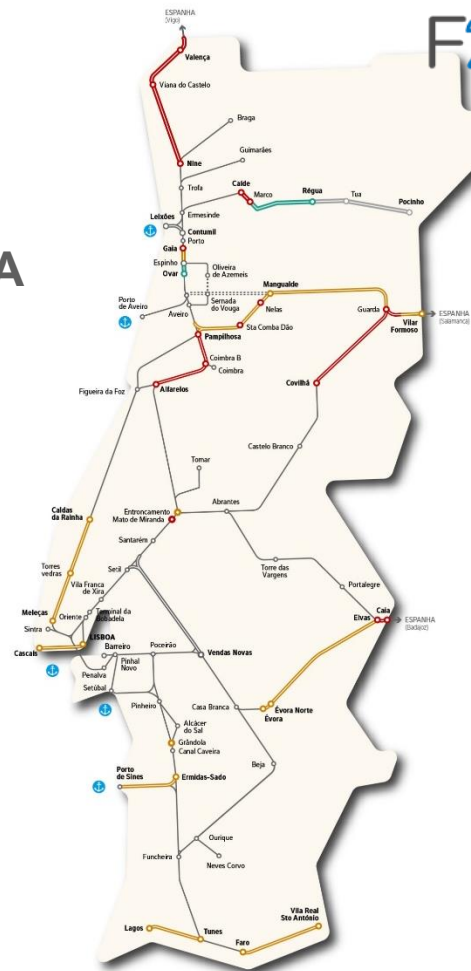 ESPANHA
(Vigo)
F2
Valença
Viana do Castelo
Braga
Guimarães
Nine
Trofa
Caíde
Marco
Régua
Tua
Pocinho
Leixões
Ermesinde
Contumil
Porto
Gaia
Espinho
Ovar
Oliveira
de Azemeis
A
Mangualde
Porto
de Aveiro
Aveiro
Sernada
do Vouga
Nelas
Guarda
ESPANHA
(Salamanca)
Vilar
Formoso
Sta Comba Dão
Pampilhosa
Coimbra B
Coimbra
Figueira da Foz
Alfarelos
Covilhã
Castelo Branco
Tomar
Caldas
da Rainha
Entroncamento
Mato de Miranda
Abrantes
Santarém
Torres
vedras
Setil
Torre das
Vargens
Portalegre
Vila Franca
de Xira
Meleças
Oriente
Terminal da
Bobadela
Sintra
LISBOA
Cascais
Caia
Elvas
ESPANHA
(Badajoz)
Barreiro
Poceirão
Vendas Novas
Penalva
Pinhal
Novo
Setúbal
Pinheiro
Casa Branca
Évora Norte
Évora
Alcácer
do Sal
Grândola
Canal Caveira
Beja
Porto
de Sines
Ermidas-Sado
Ourique
Funcheira
Neves Corvo
Lagos
Tunes
Faro
Vila Real
Sto António